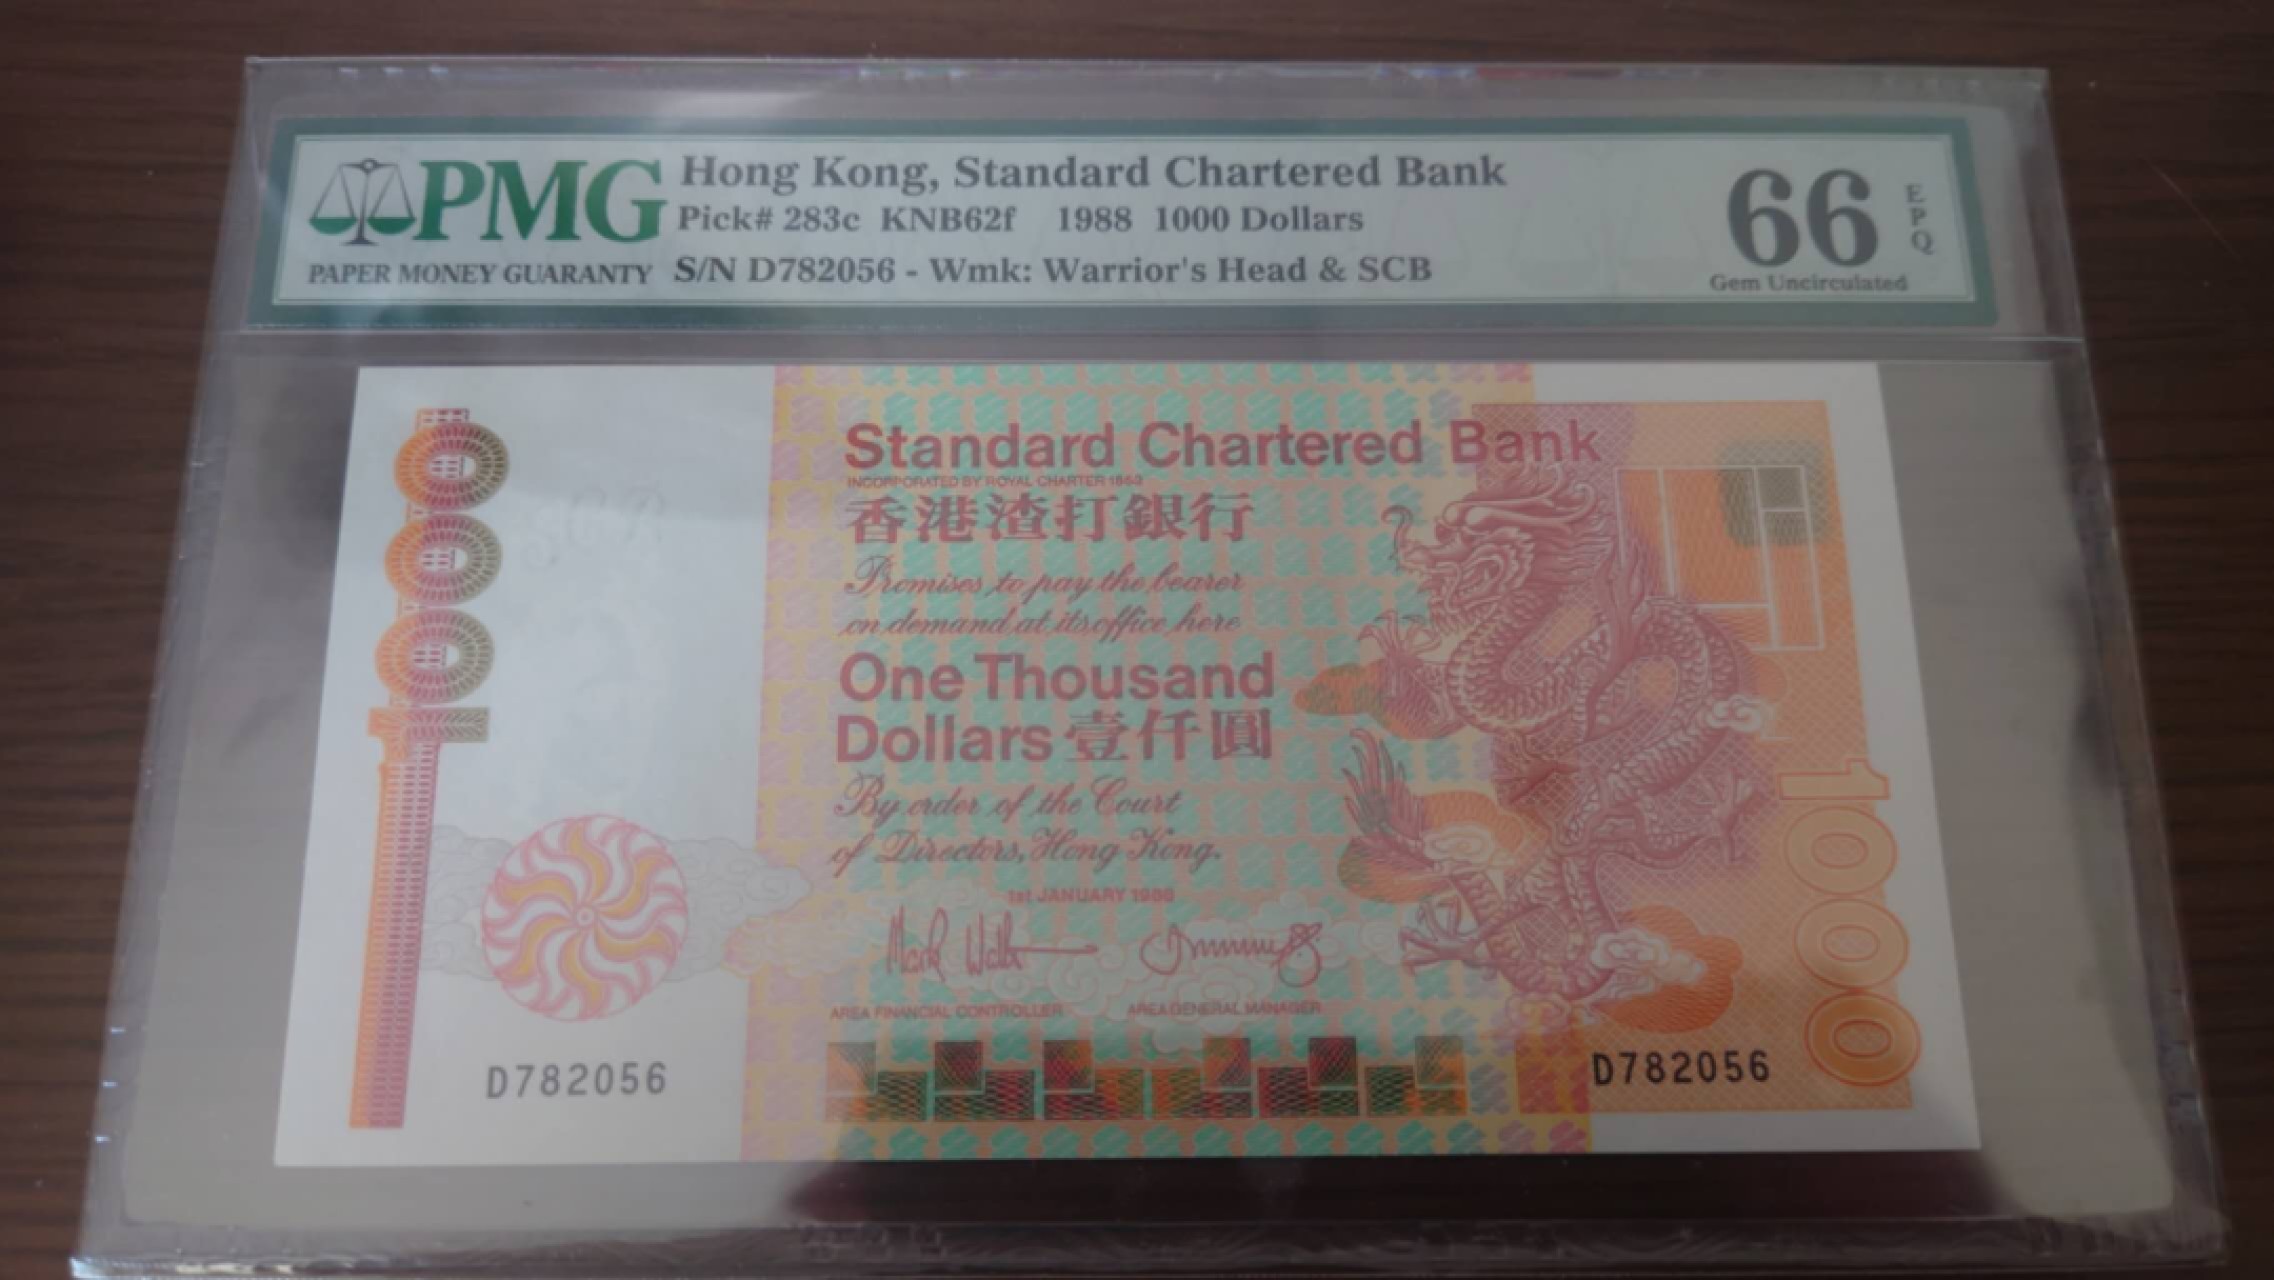 PMG
PAPER MONEY GUARANTY
Hong Kong, Standard Chartered Bank
Pick# 283c KNB62f 1988 1000 Dollars
S/N D782056 - Wmk: Warrior's Head & SCB
66
EPQ
Gem Uncirculated
1000
Standard Chartered Bank
INCORPORATED BY ROYAL CHARTER 1853
香港渣打銀行
Promises to pay the bearer
on demand at its office here
One Thousand
Dollars 壹仟圓
By order of the Court
of Directors, Hong Kong.
1st JANUARY 1988
AREA FINANCIAL CONTROLLER AREA GENERAL MANAGER
D782056
D782056
1000